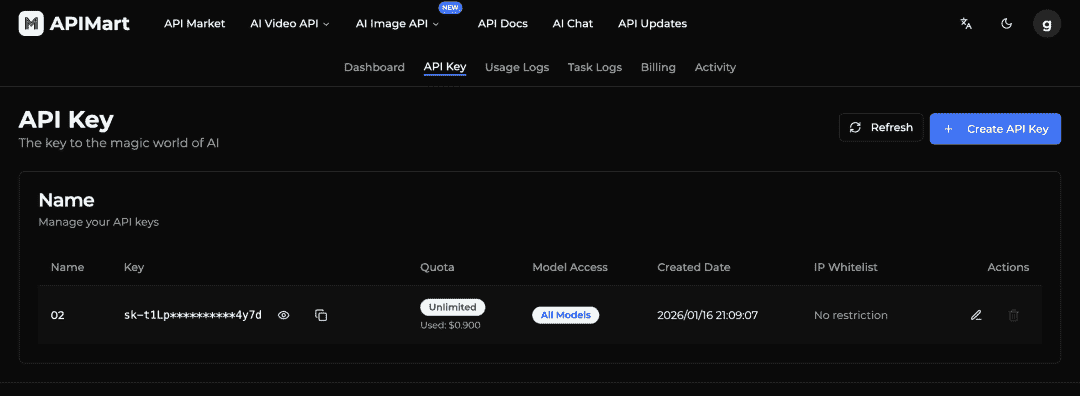 APIMart API Market AI Video API AI Image API NEW API Docs AI Chat API Updates g
Dashboard API Key Usage Logs Task Logs Billing Activity
API Key
The key to the magic world of AI
Refresh + Create API Key
Name
Manage your API keys
Name Key Quota Model Access Created Date IP Whitelist Actions
02 sk-t1Lp**********4y7d Unlimited All Models 2026/01/16 21:09:07 No restriction
Used: $0.900